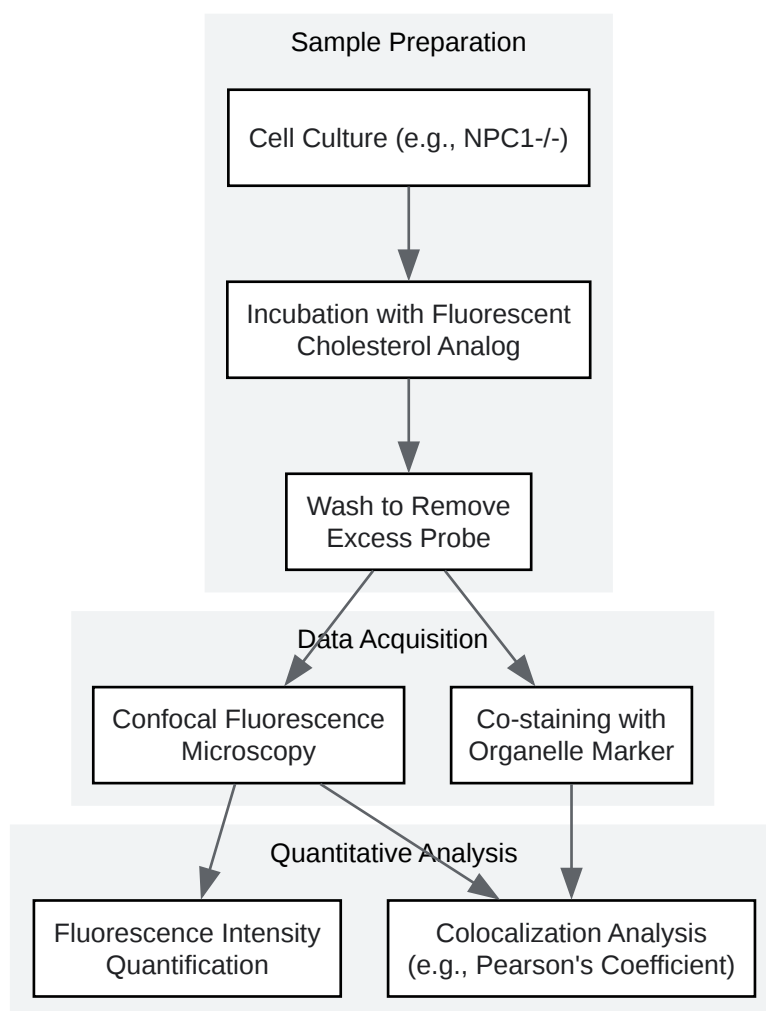 Sample Preparation
Cell Culture (e.g., NPC1-/-)
Incubation with Fluorescent
Cholesterol Analog
Wash to Remove
Excess Probe
Data Acquisition
Confocal Fluorescence
Microscopy
Co-staining with
Organelle Marker
Quantitative Analysis
Fluorescence Intensity
Quantification
Colocalization Analysis
(e.g., Pearson's Coefficient)